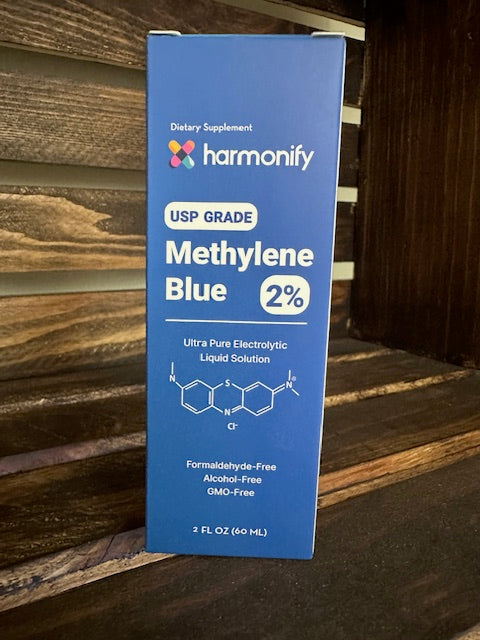 Dietary Supplement
harmonify
USP GRADE
Methylene
Blue 2%
Ultra Pure Electrolytic
Liquid Solution
N S N⊕
N
Cl⁻
Formaldehyde-Free
Alcohol-Free
GMO-Free
2 FL OZ (60 ML)